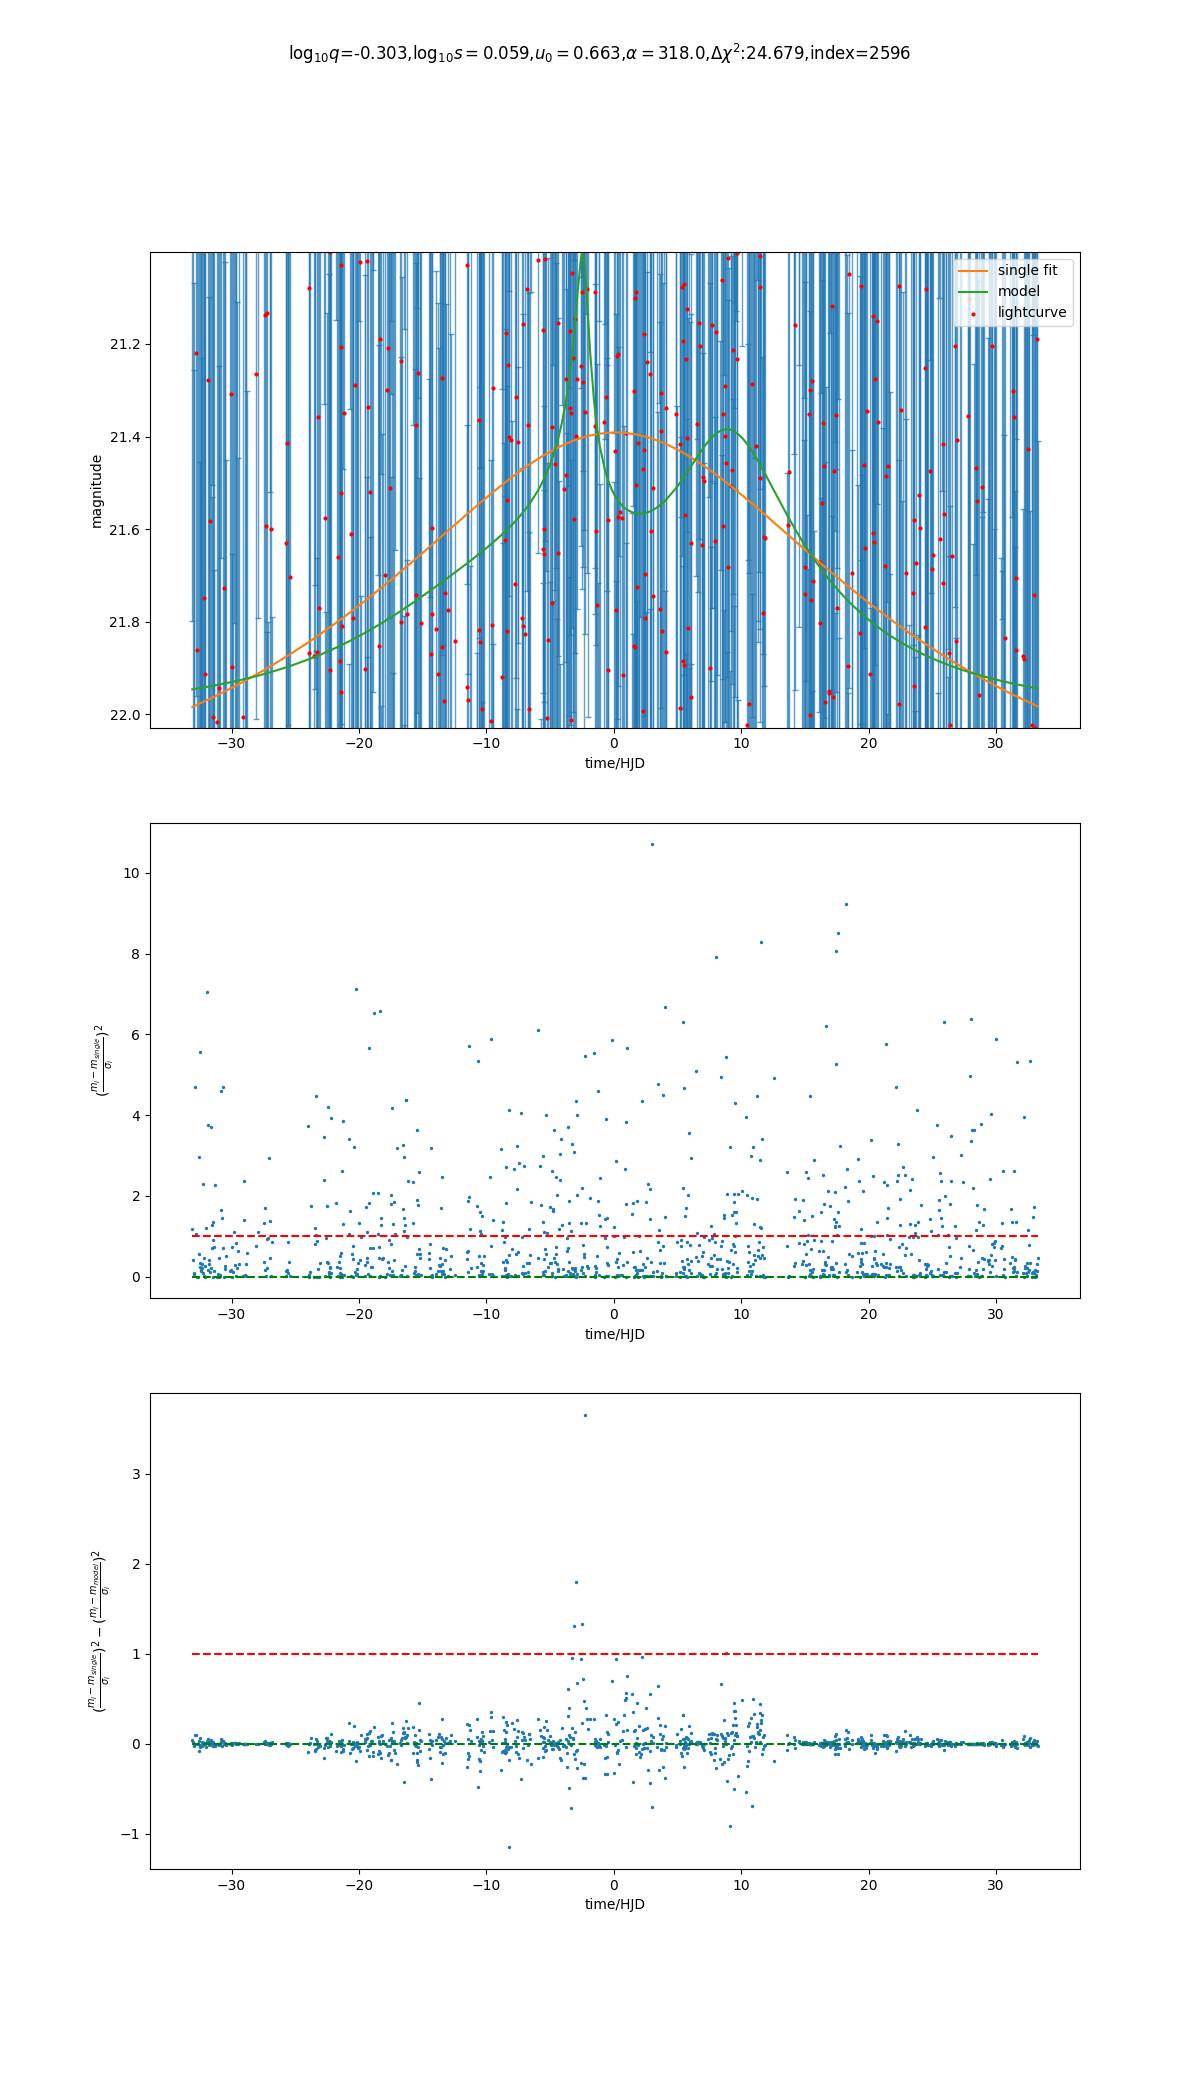 log₁₀q=-0.303,log₁₀s = 0.059,u₀ = 0.663,α = 318.0,Δχ²:24.679,index=2596
single fit
model
lightcurve
21.2
21.4
21.6
21.8
22.0
magnitude
−30 −20 −10 0 10 20 30
time/HJD
10
8
6
4
2
0
(mᵢ − m_single / σᵢ)²
−30 −20 −10 0 10 20 30
time/HJD
3
2
1
0
−1
(mᵢ − m_single / σᵢ)² − (mᵢ − m_model / σᵢ)²
−30 −20 −10 0 10 20 30
time/HJD